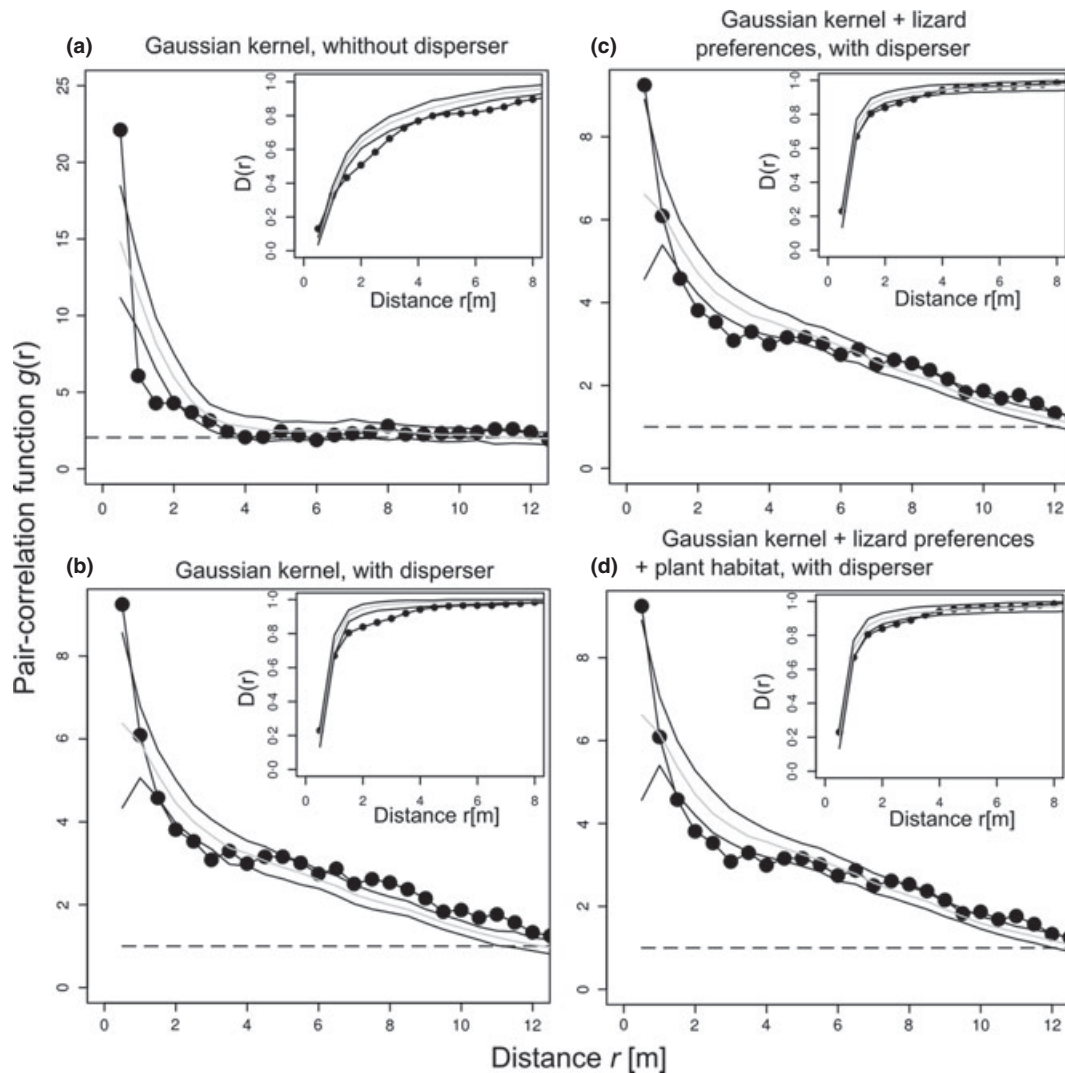 (a) Gaussian kernel, whithout disperser
25
20
15
10
5
0
0 2 4 6 8 10 12
D(r)
0·0 0·2 0·4 0·6 0·8 1·0
0 2 4 6 8
Distance r[m]
(c) Gaussian kernel + lizard
preferences, with disperser
8
6
4
2
0
0 2 4 6 8 10 12
D(r)
0·0 0·2 0·4 0·6 0·8 1·0
0 2 4 6 8
Distance r[m]
Pair-correlation function g(r)
(b) Gaussian kernel, with disperser
8
6
4
2
0
0 2 4 6 8 10 12
D(r)
0·0 0·2 0·4 0·6 0·8 1·0
0 2 4 6 8
Distance r[m]
Gaussian kernel + lizard preferences
(d) + plant habitat, with disperser
8
6
4
2
0
0 2 4 6 8 10 12
D(r)
0·0 0·2 0·4 0·6 0·8 1·0
0 2 4 6 8
Distance r[m]
Distance r [m]